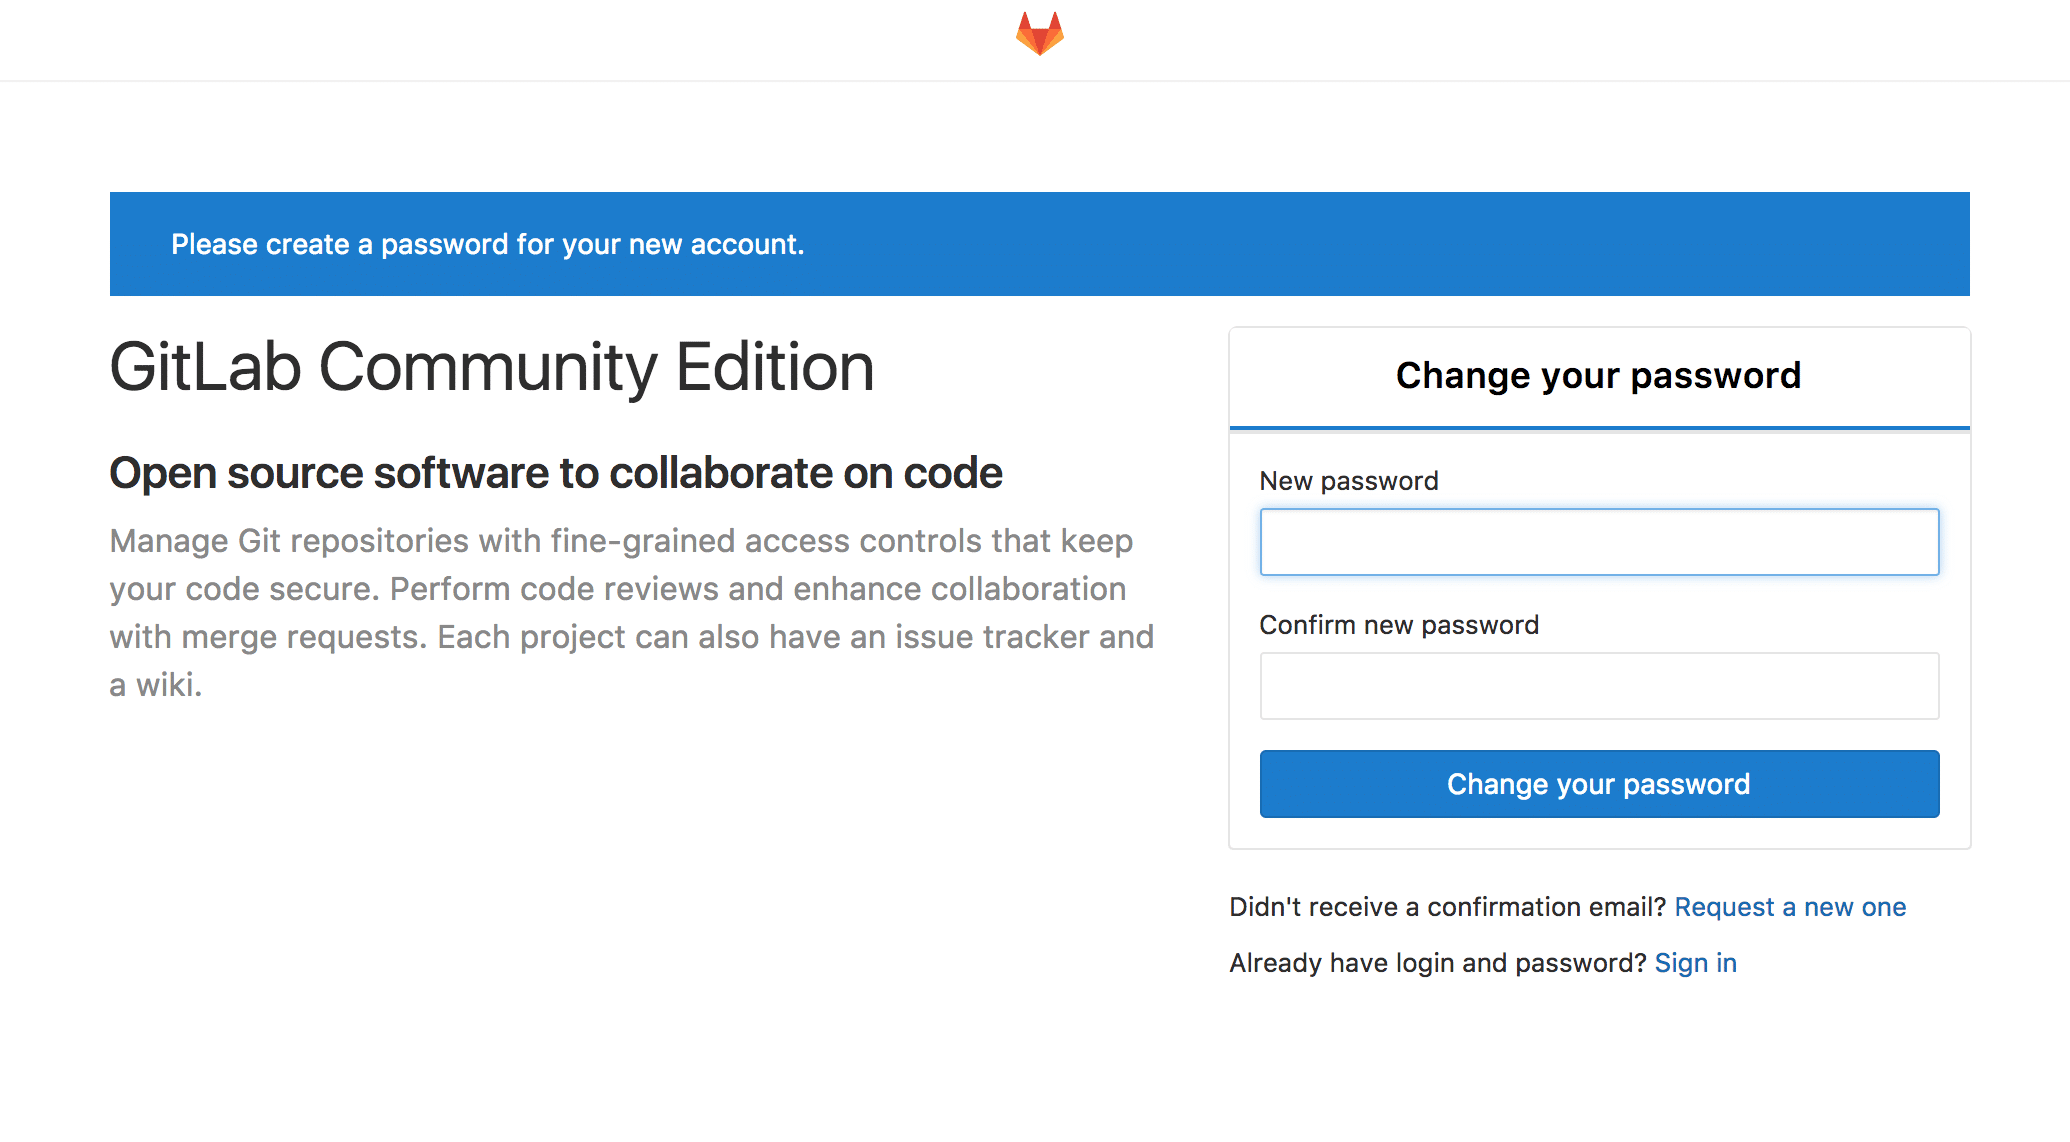 Please create a password for your new account.
GitLab Community Edition
Open source software to collaborate on code
Manage Git repositories with fine-grained access controls that keep
your code secure. Perform code reviews and enhance collaboration
with merge requests. Each project can also have an issue tracker and
a wiki.
Change your password
New password
Confirm new password
Change your password
Didn't receive a confirmation email? Request a new one
Already have login and password? Sign in